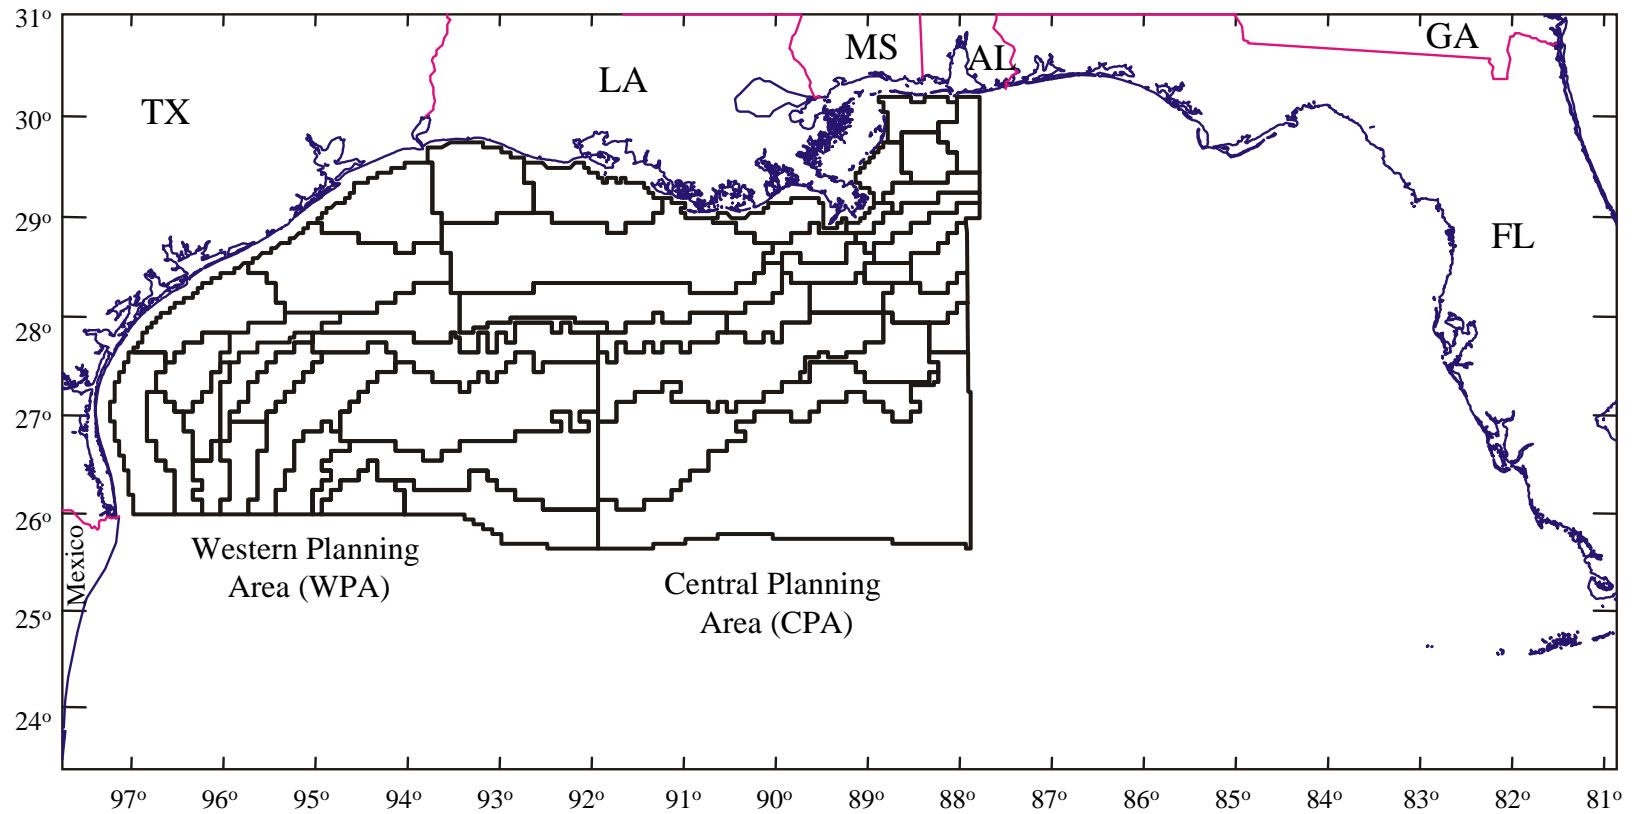 31º
30º
29º
28º
27º
26º
25º
24º
TX
LA
MS
AL
GA
FL
Mexico
Western Planning
Area (WPA)
Central Planning
Area (CPA)
97º 96º 95º 94º 93º 92º 91º 90º 89º 88º 87º 86º 85º 84º 83º 82º 81º